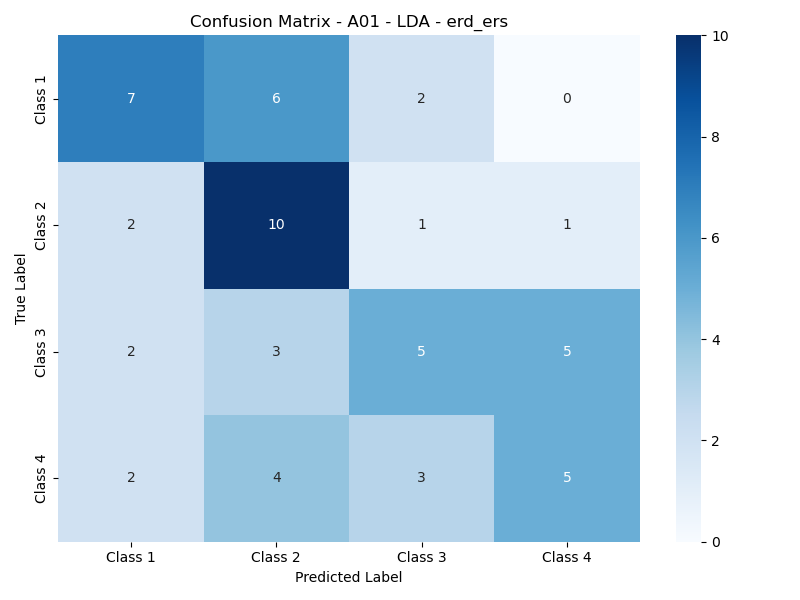 Confusion Matrix - A01 - LDA - erd_ers
True Label
Class 1
7 6 2 0
Class 2
2 10 1 1
Class 3
2 3 5 5
Class 4
2 4 3 5
Class 1 Class 2 Class 3 Class 4
Predicted Label
10
8
6
4
2
0